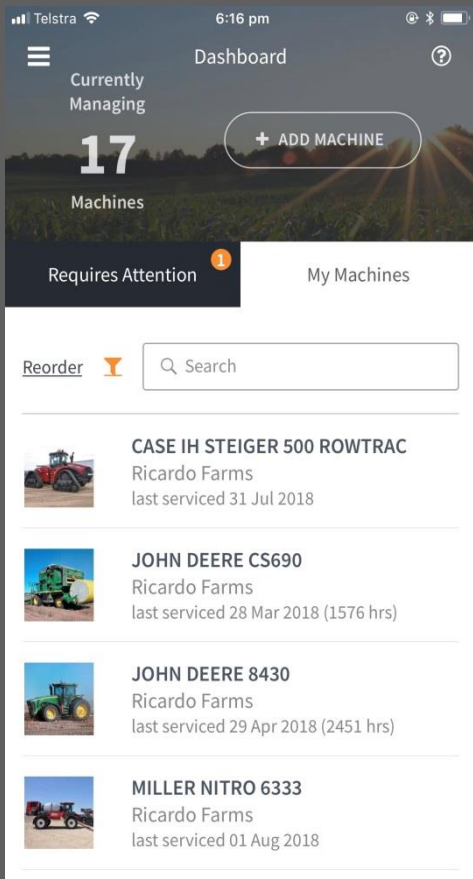 Telstra 6:16 pm
Dashboard
Currently
Managing
17
Machines
+ ADD MACHINE
Requires Attention 1
My Machines
Reorder
Search
CASE IH STEIGER 500 ROWTRAC
Ricardo Farms
last serviced 31 Jul 2018
JOHN DEERE CS690
Ricardo Farms
last serviced 28 Mar 2018 (1576 hrs)
JOHN DEERE 8430
Ricardo Farms
last serviced 29 Apr 2018 (2451 hrs)
MILLER NITRO 6333
Ricardo Farms
last serviced 01 Aug 2018